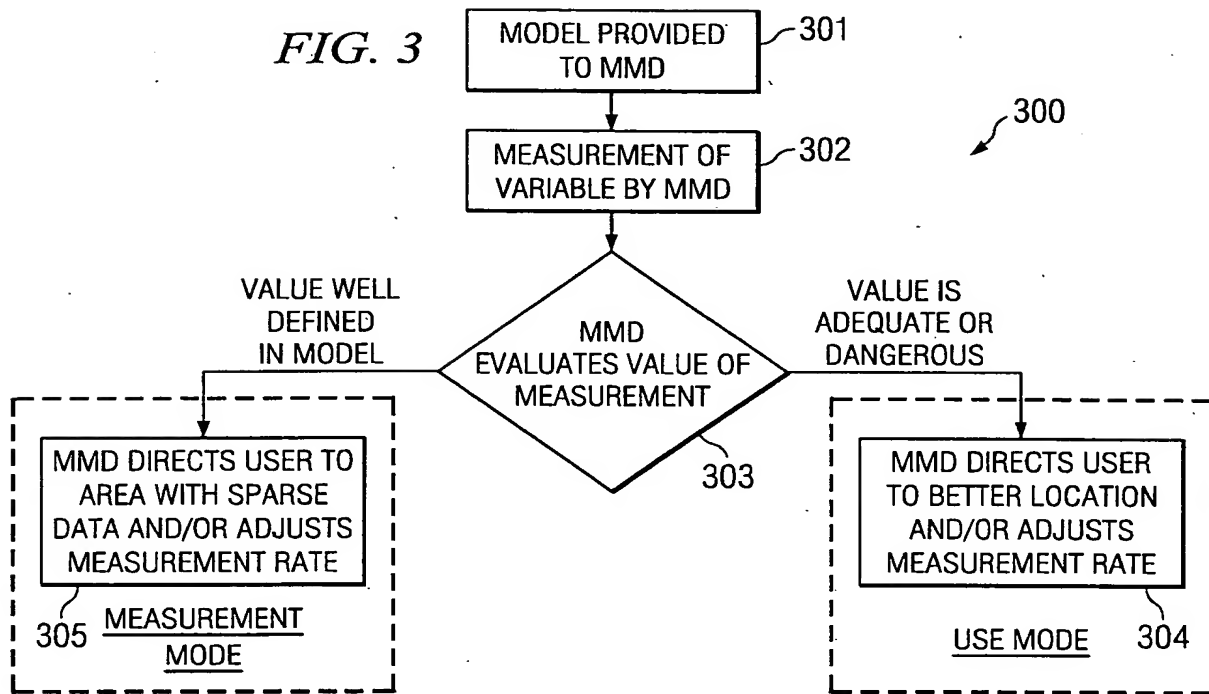 FIG. 3
MODEL PROVIDED
TO MMD
301
300
MEASUREMENT OF
VARIABLE BY MMD
302
VALUE WELL
DEFINED
IN MODEL
MMD
EVALUATES VALUE OF
MEASUREMENT
303
VALUE IS
ADEQUATE OR
DANGEROUS
MMD DIRECTS USER TO
AREA WITH SPARSE
DATA AND/OR ADJUSTS
MEASUREMENT RATE
305
MEASUREMENT
MODE
MMD DIRECTS USER
TO BETTER LOCATION
AND/OR ADJUSTS
MEASUREMENT RATE
304
USE MODE